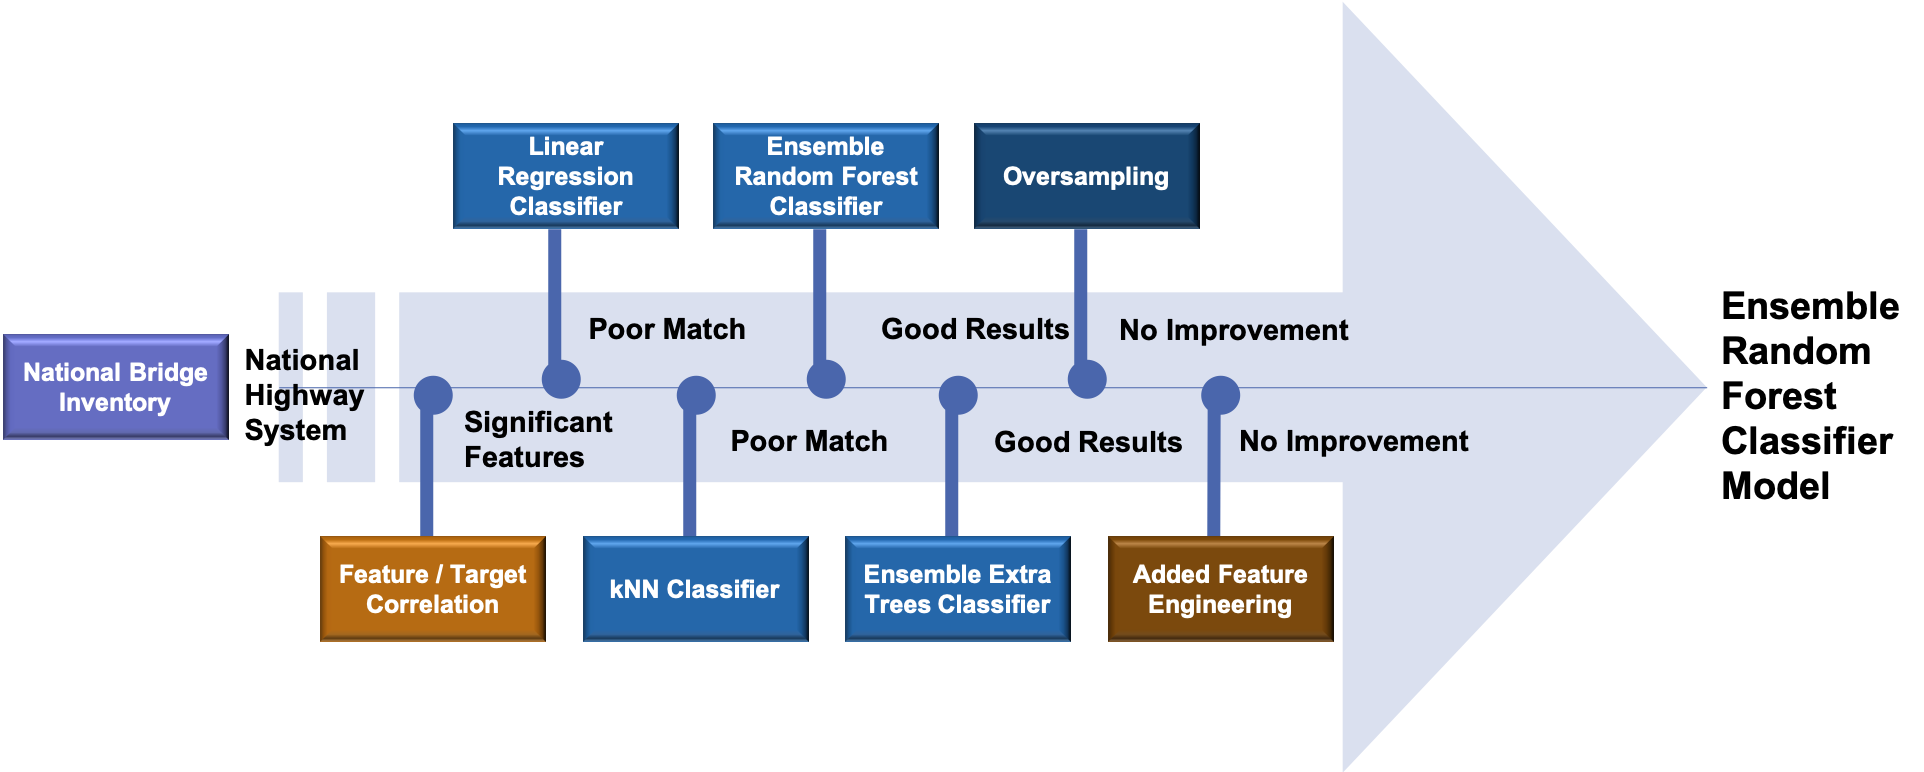 National Bridge
Inventory
National
Highway
System
Feature / Target
Correlation
Significant
Features
Linear
Regression
Classifier
Poor Match
kNN Classifier
Poor Match
Ensemble
Random Forest
Classifier
Good Results
Ensemble Extra
Trees Classifier
Good Results
Oversampling
No Improvement
Added Feature
Engineering
No Improvement
Ensemble
Random
Forest
Classifier
Model